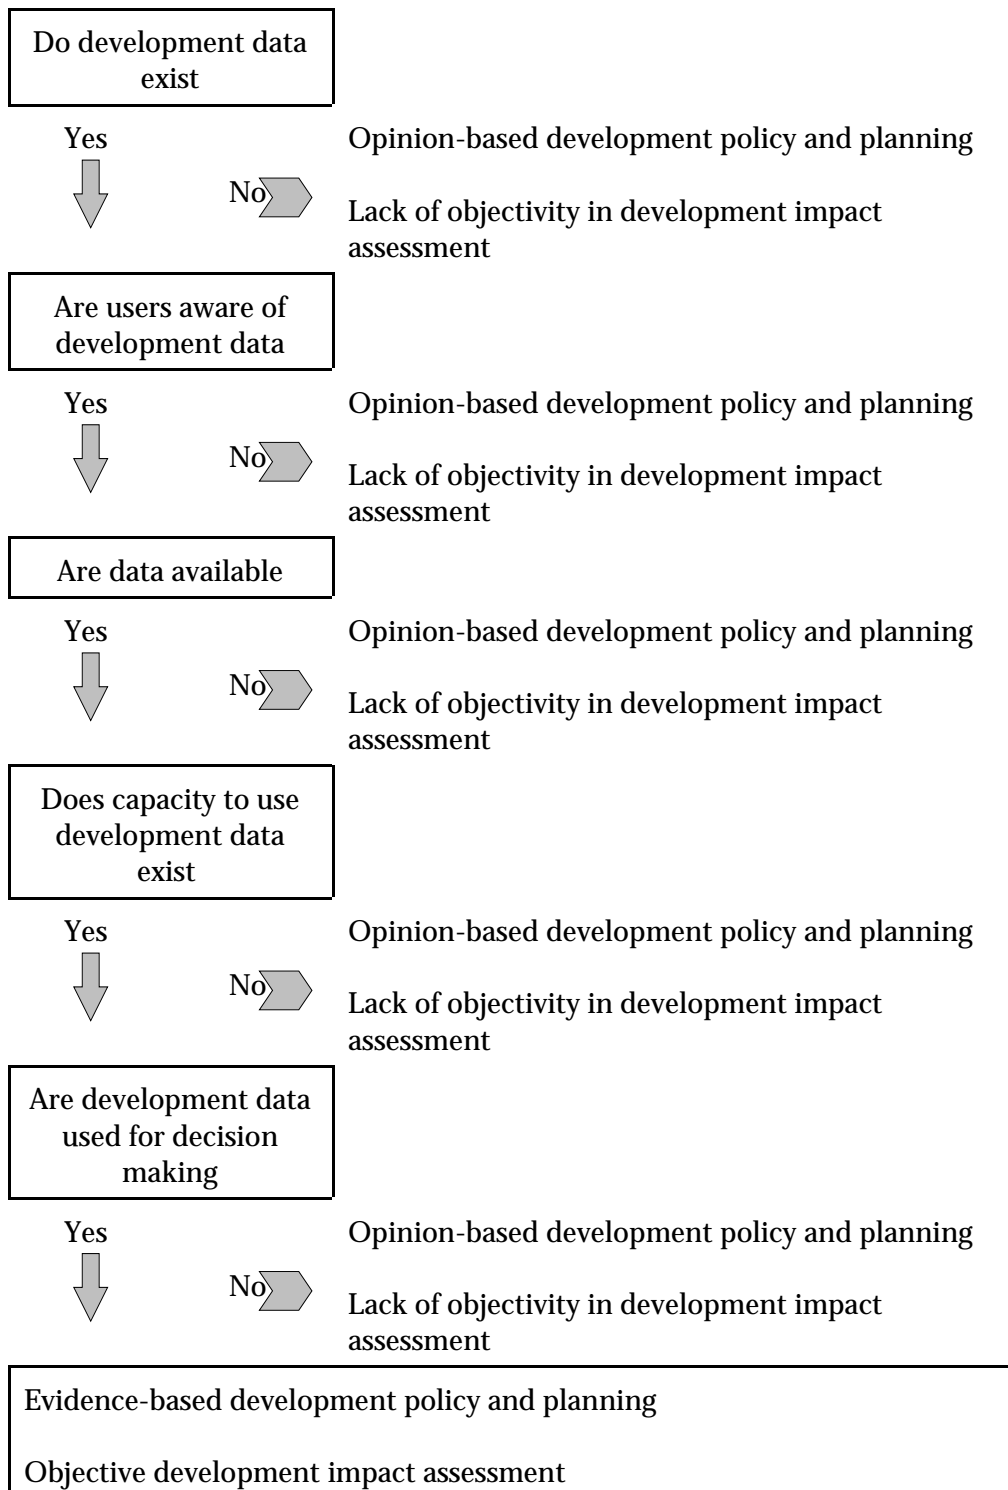 Do development data
exist
Yes
No
Opinion-based development policy and planning
Lack of objectivity in development impact
assessment
Are users aware of
development data
Yes
No
Opinion-based development policy and planning
Lack of objectivity in development impact
assessment
Are data available
Yes
No
Opinion-based development policy and planning
Lack of objectivity in development impact
assessment
Does capacity to use
development data
exist
Yes
No
Opinion-based development policy and planning
Lack of objectivity in development impact
assessment
Are development data
used for decision
making
Yes
No
Opinion-based development policy and planning
Lack of objectivity in development impact
assessment
Evidence-based development policy and planning
Objective development impact assessment